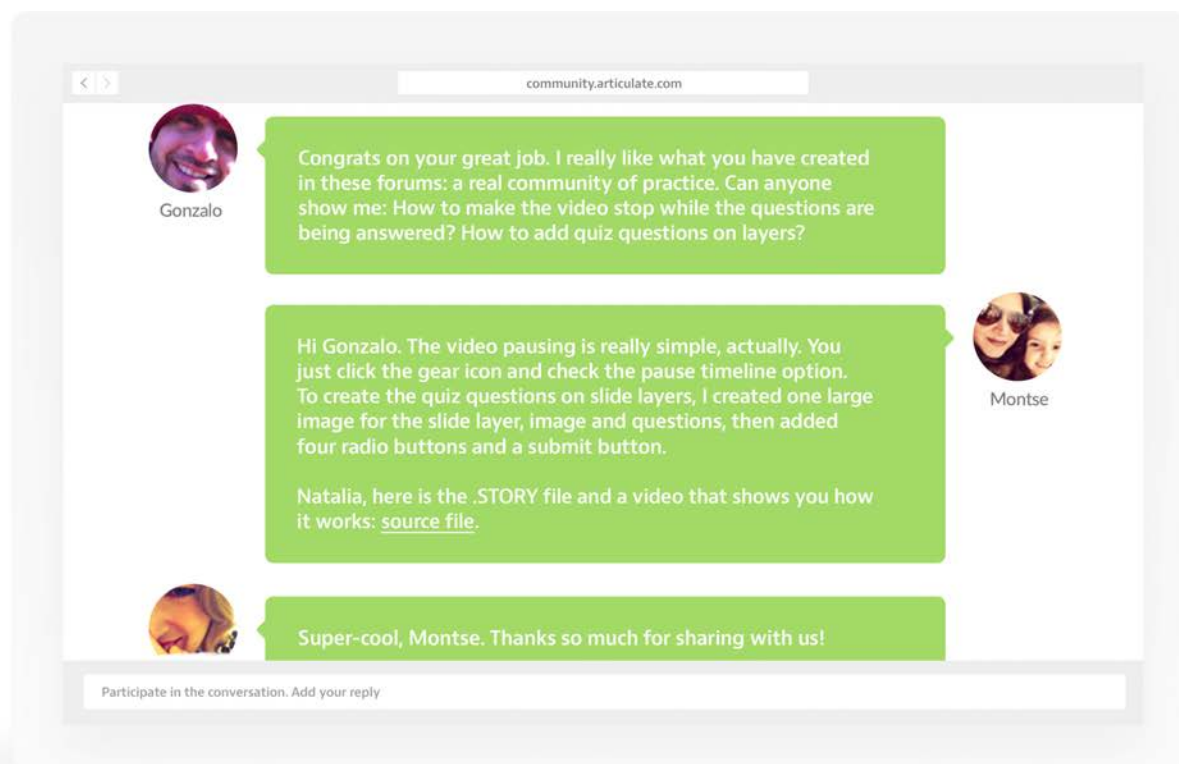 community.articulate.com
Congrats on your great job. I really like what you have created
in these forums: a real community of practice. Can anyone
show me: How to make the video stop while the questions are
being answered? How to add quiz questions on layers?
Gonzalo
Hi Gonzalo. The video pausing is really simple, actually. You
just click the gear icon and check the pause timeline option.
To create the quiz questions on slide layers, I created one large
image for the slide layer, image and questions, then added
four radio buttons and a submit button.
Natalia, here is the .STORY file and a video that shows you how
it works: source file.
Montse
Super-cool, Montse. Thanks so much for sharing with us!
Participate in the conversation. Add your reply